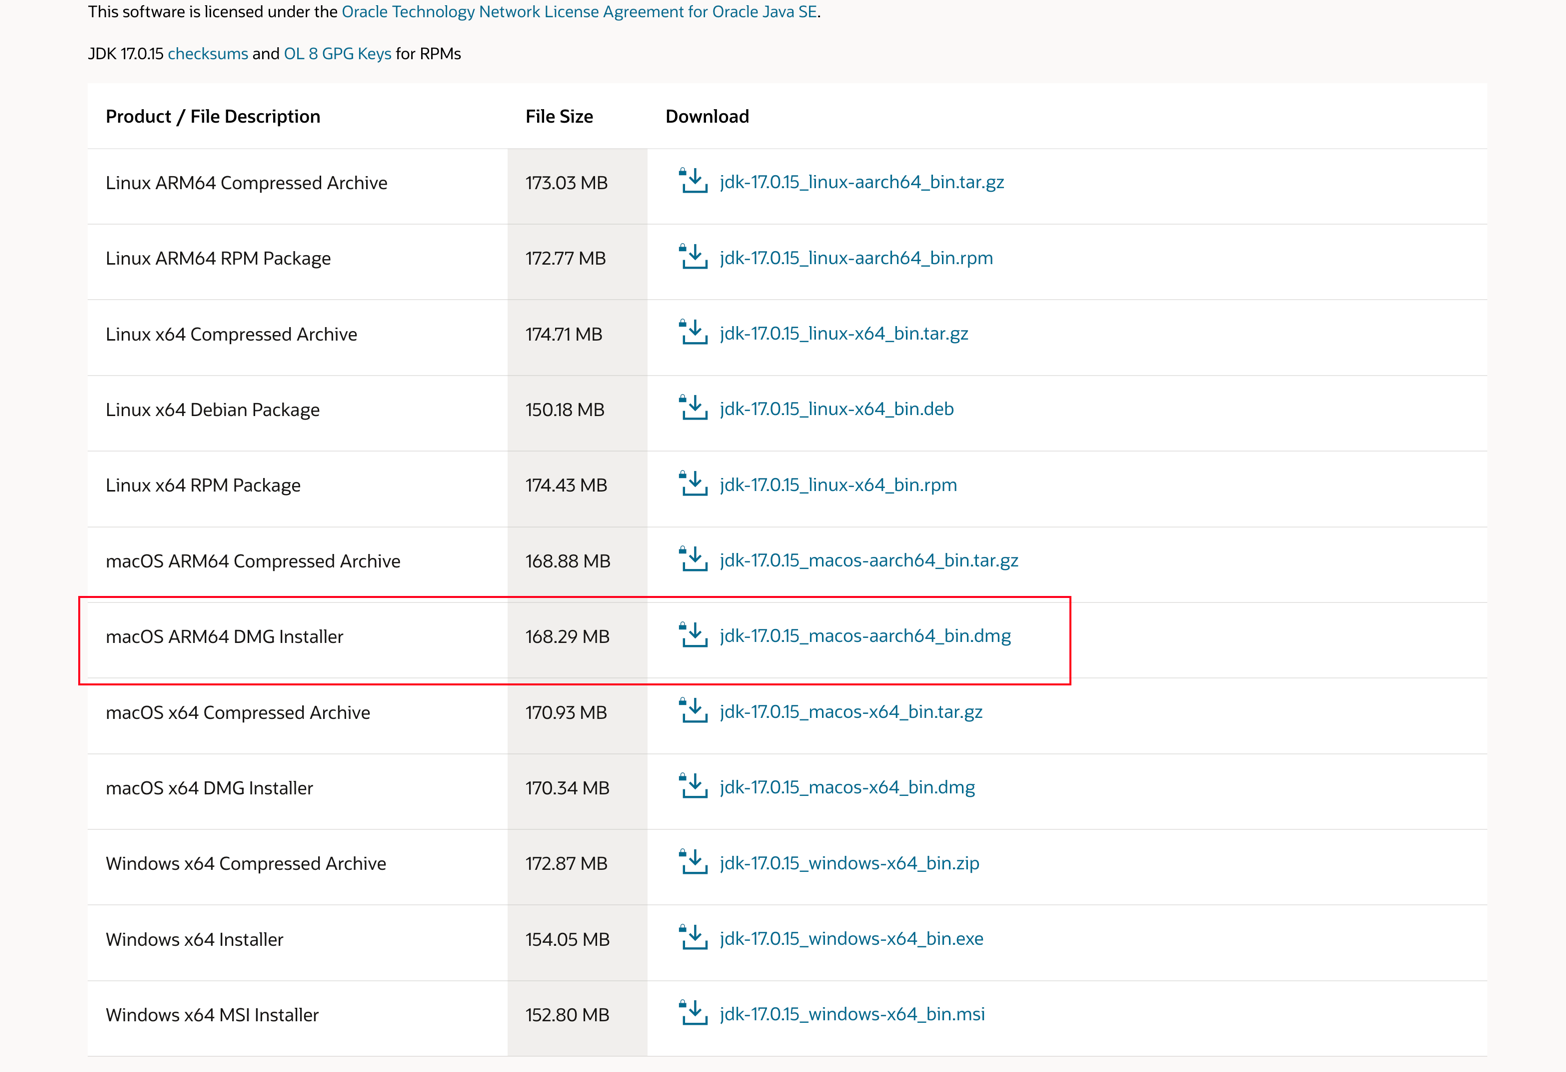 This software is licensed under the Oracle Technology Network License Agreement for Oracle Java SE.
JDK 17.0.15 checksums and OL 8 GPG Keys for RPMs
Product / File Description File Size Download
Linux ARM64 Compressed Archive 173.03 MB jdk-17.0.15_linux-aarch64_bin.tar.gz
Linux ARM64 RPM Package 172.77 MB jdk-17.0.15_linux-aarch64_bin.rpm
Linux x64 Compressed Archive 174.71 MB jdk-17.0.15_linux-x64_bin.tar.gz
Linux x64 Debian Package 150.18 MB jdk-17.0.15_linux-x64_bin.deb
Linux x64 RPM Package 174.43 MB jdk-17.0.15_linux-x64_bin.rpm
macOS ARM64 Compressed Archive 168.88 MB jdk-17.0.15_macos-aarch64_bin.tar.gz
macOS ARM64 DMG Installer 168.29 MB jdk-17.0.15_macos-aarch64_bin.dmg
macOS x64 Compressed Archive 170.93 MB jdk-17.0.15_macos-x64_bin.tar.gz
macOS x64 DMG Installer 170.34 MB jdk-17.0.15_macos-x64_bin.dmg
Windows x64 Compressed Archive 172.87 MB jdk-17.0.15_windows-x64_bin.zip
Windows x64 Installer 154.05 MB jdk-17.0.15_windows-x64_bin.exe
Windows x64 MSI Installer 152.80 MB jdk-17.0.15_windows-x64_bin.msi